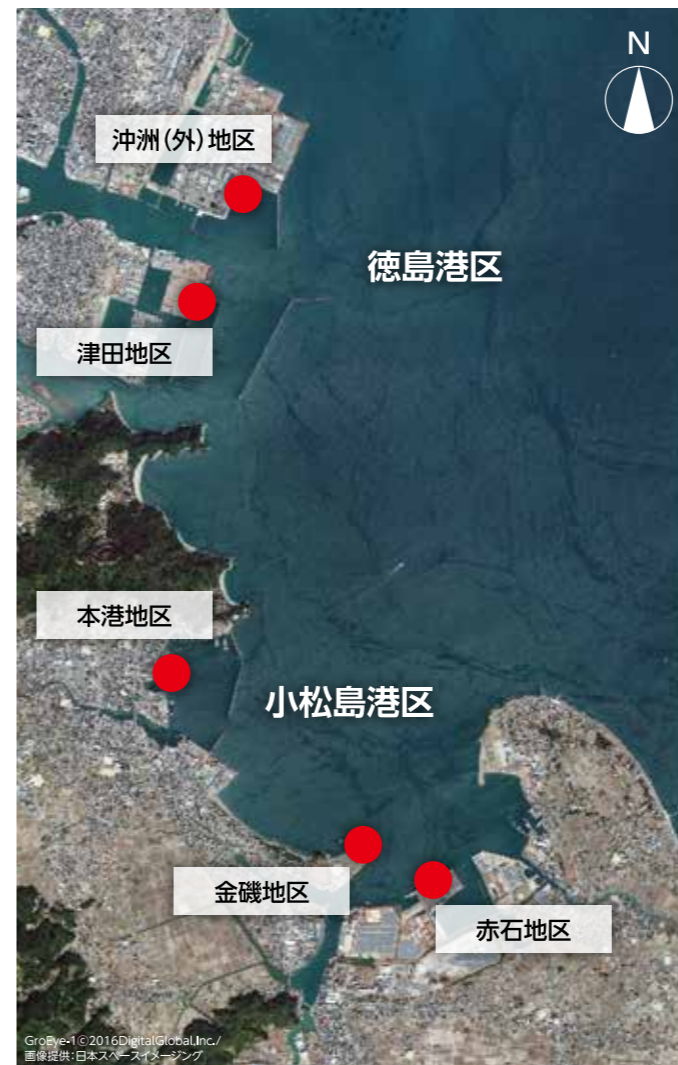 N
沖洲(外)地区
徳島港区
津田地区
本港地区
小松島港区
金磯地区
赤石地区
GroEye-1©2016DigitalGlobal,Inc./
画像提供:日本スペースイメージング